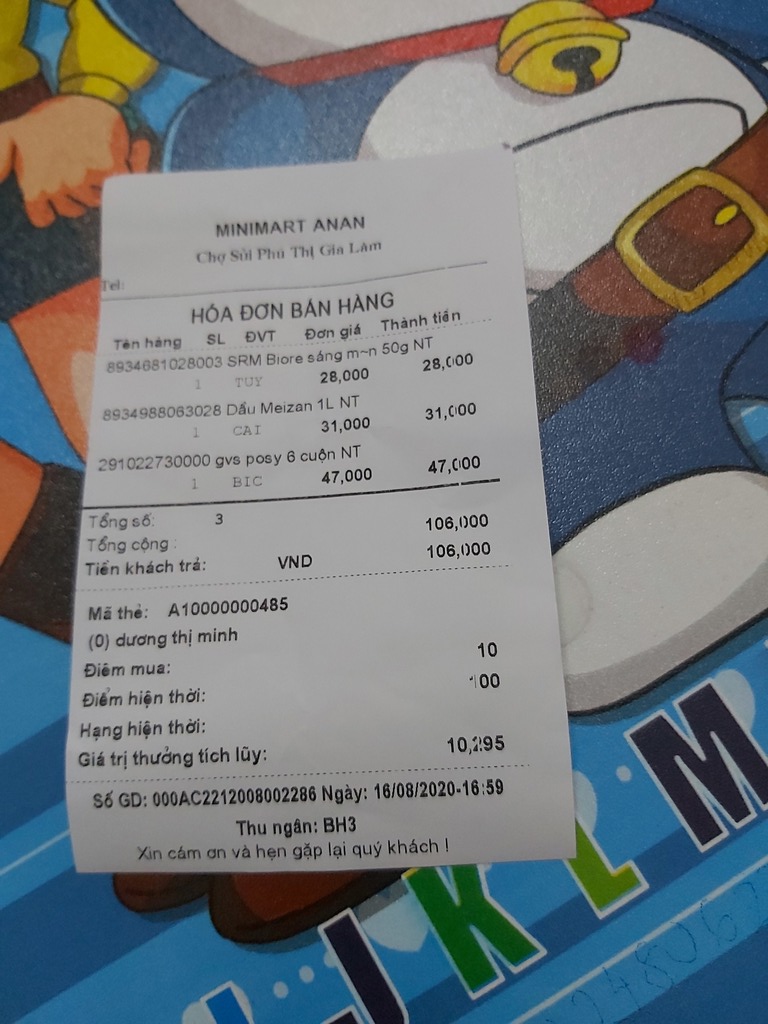 MINIMART ANAN
Chợ Sủi Phú Thị Gia Lâm
Tel:
HÓA ĐƠN BÁN HÀNG
Tên hàng SL ĐVT Đơn giá Thành tiền
8934681028003 SRM Biore sáng m~n 50g NT
1 TUY 28,000 28,000
8934988063028 Dầu Meizan 1L NT
1 CAI 31,000 31,000
291022730000 gvs posy 6 cuộn NT
1 BIC 47,000 47,000
Tổng số: 3
Tổng cộng : 106,000
Tiền khách trả: VND 106,000
Mã thẻ: A10000000485
(0) dương thị minh
Điểm mua: 10
Điểm hiện thời: 100
Hạng hiện thời:
Giá trị thưởng tích lũy: 10,295
Số GD: 000AC2212008002286 Ngày: 16/08/2020-16:59
Thu ngân: BH3
Xin cám ơn và hẹn gặp lại quý khách !
J K L M